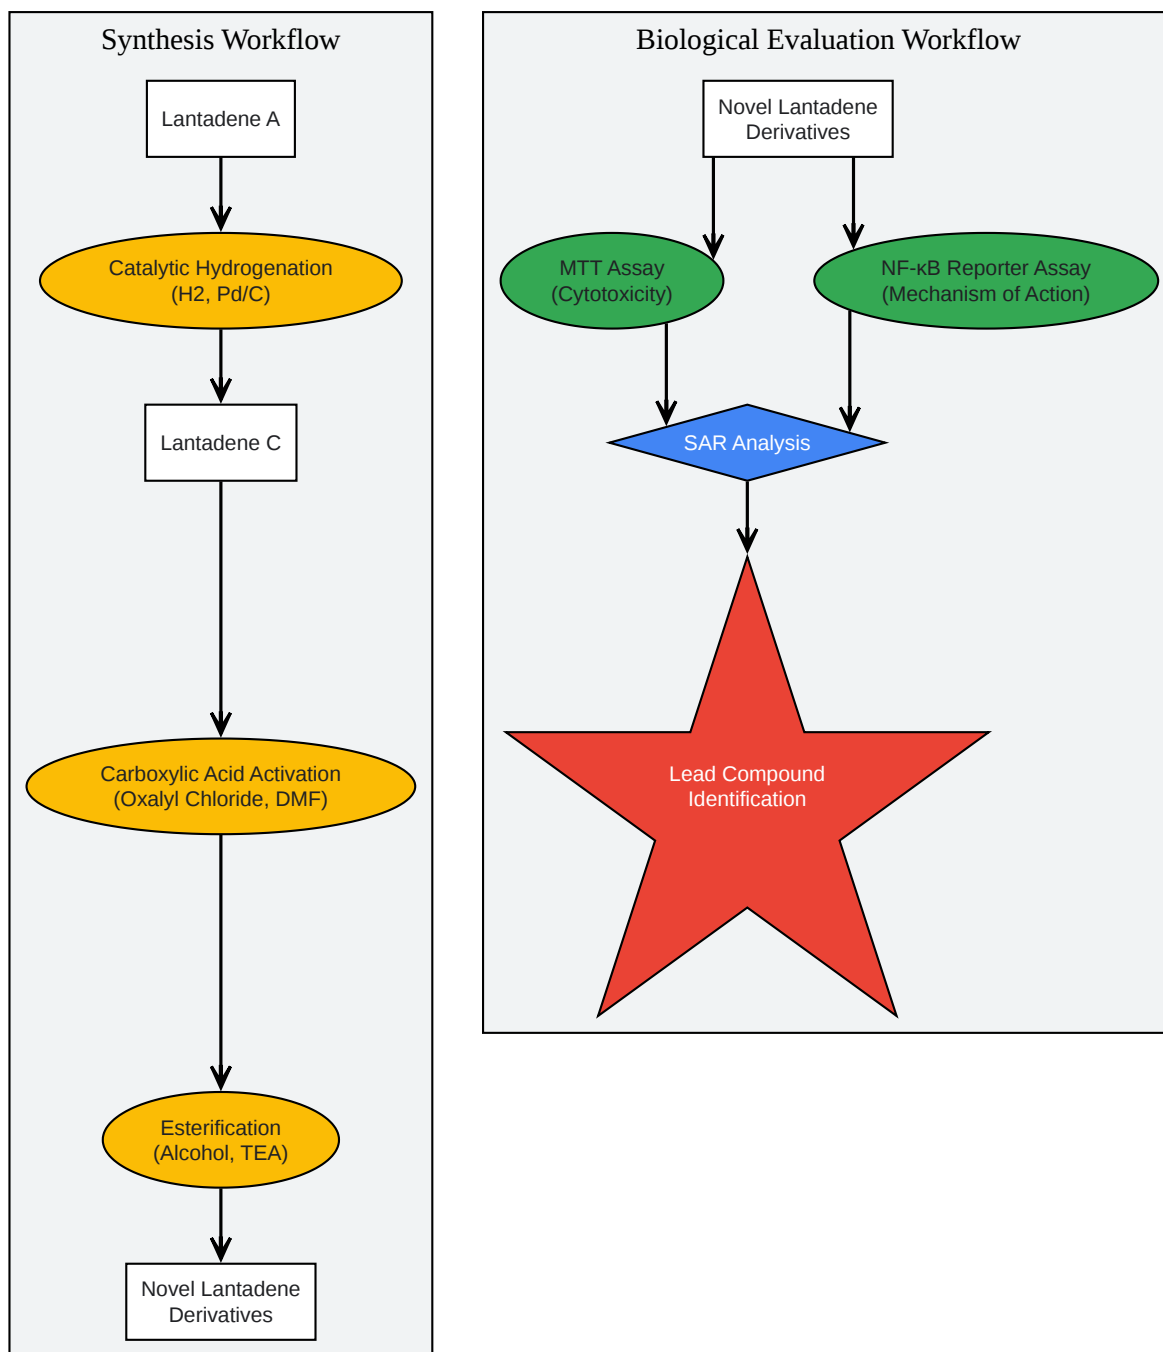 Synthesis Workflow
Lantadene A
Catalytic Hydrogenation
(H2, Pd/C)
Lantadene C
Carboxylic Acid Activation
(Oxalyl Chloride, DMF)
Esterification
(Alcohol, TEA)
Novel Lantadene
Derivatives
Biological Evaluation Workflow
Novel Lantadene
Derivatives
MTT Assay
(Cytotoxicity)
NF-κB Reporter Assay
(Mechanism of Action)
SAR Analysis
Lead Compound
Identification